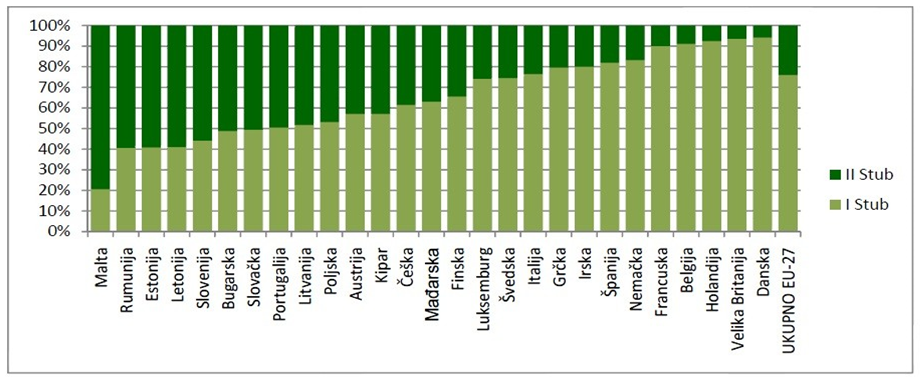 100%
90%
80%
70%
60%
50%
40%
30%
20%
10%
0%
Malta
Rumunija
Estonija
Letonija
Slovenija
Bugarska
Slovačka
Portugalija
Litvanija
Poljska
Austrija
Kipar
Češka
Mađarska
Finska
Luksemburg
Švedska
Italija
Grčka
Irska
Španija
Nemačka
Francuska
Belgija
Holandija
Velika Britanija
Danska
UKUPNO EU-27
II Stub
I Stub